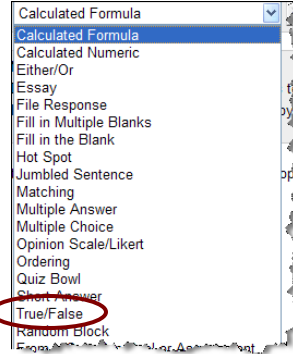 Calculated Formula
Calculated Formula
Calculated Numeric
Either/Or
Essay
File Response
Fill in Multiple Blanks
Fill in the Blank
Hot Spot
Jumbled Sentence
Matching
Multiple Answer
Multiple Choice
Opinion Scale/Likert
Ordering
Quiz Bowl
Short Answer
True/False
Random Block